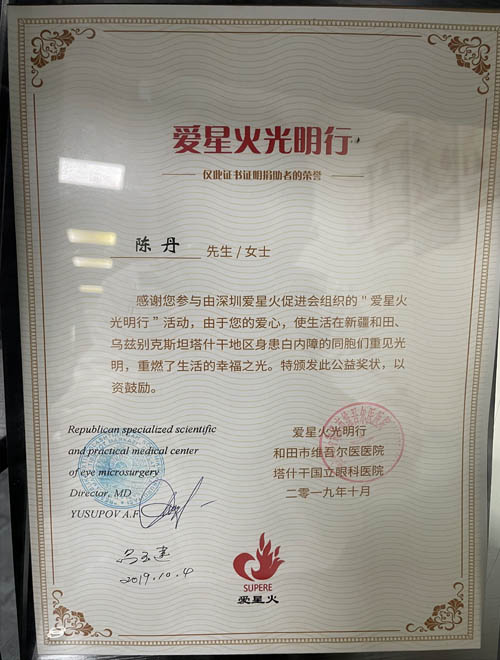 爱星火光明行
仅此证书证明捐助者的荣誉
陈丹 先生/女士
感谢您参与由深圳爱星火促进会组织的"爱星火
光明行"活动，由于您的爱心，使生活在新疆和田、
乌兹别克斯坦塔什干地区身患白内障的同胞们重见光
明，重燃了生活的幸福之光。特颁发此公益奖状，以
资鼓励。
Republican specialized scientific
and practical medical center
of eye microsurgery
Director, MD
YUSUPOV A.F
爱星火光明行
和田市维吾尔医医院
塔什干国立眼科医院
二零一九年十月
2019.10.4
SUPERE
爱星火